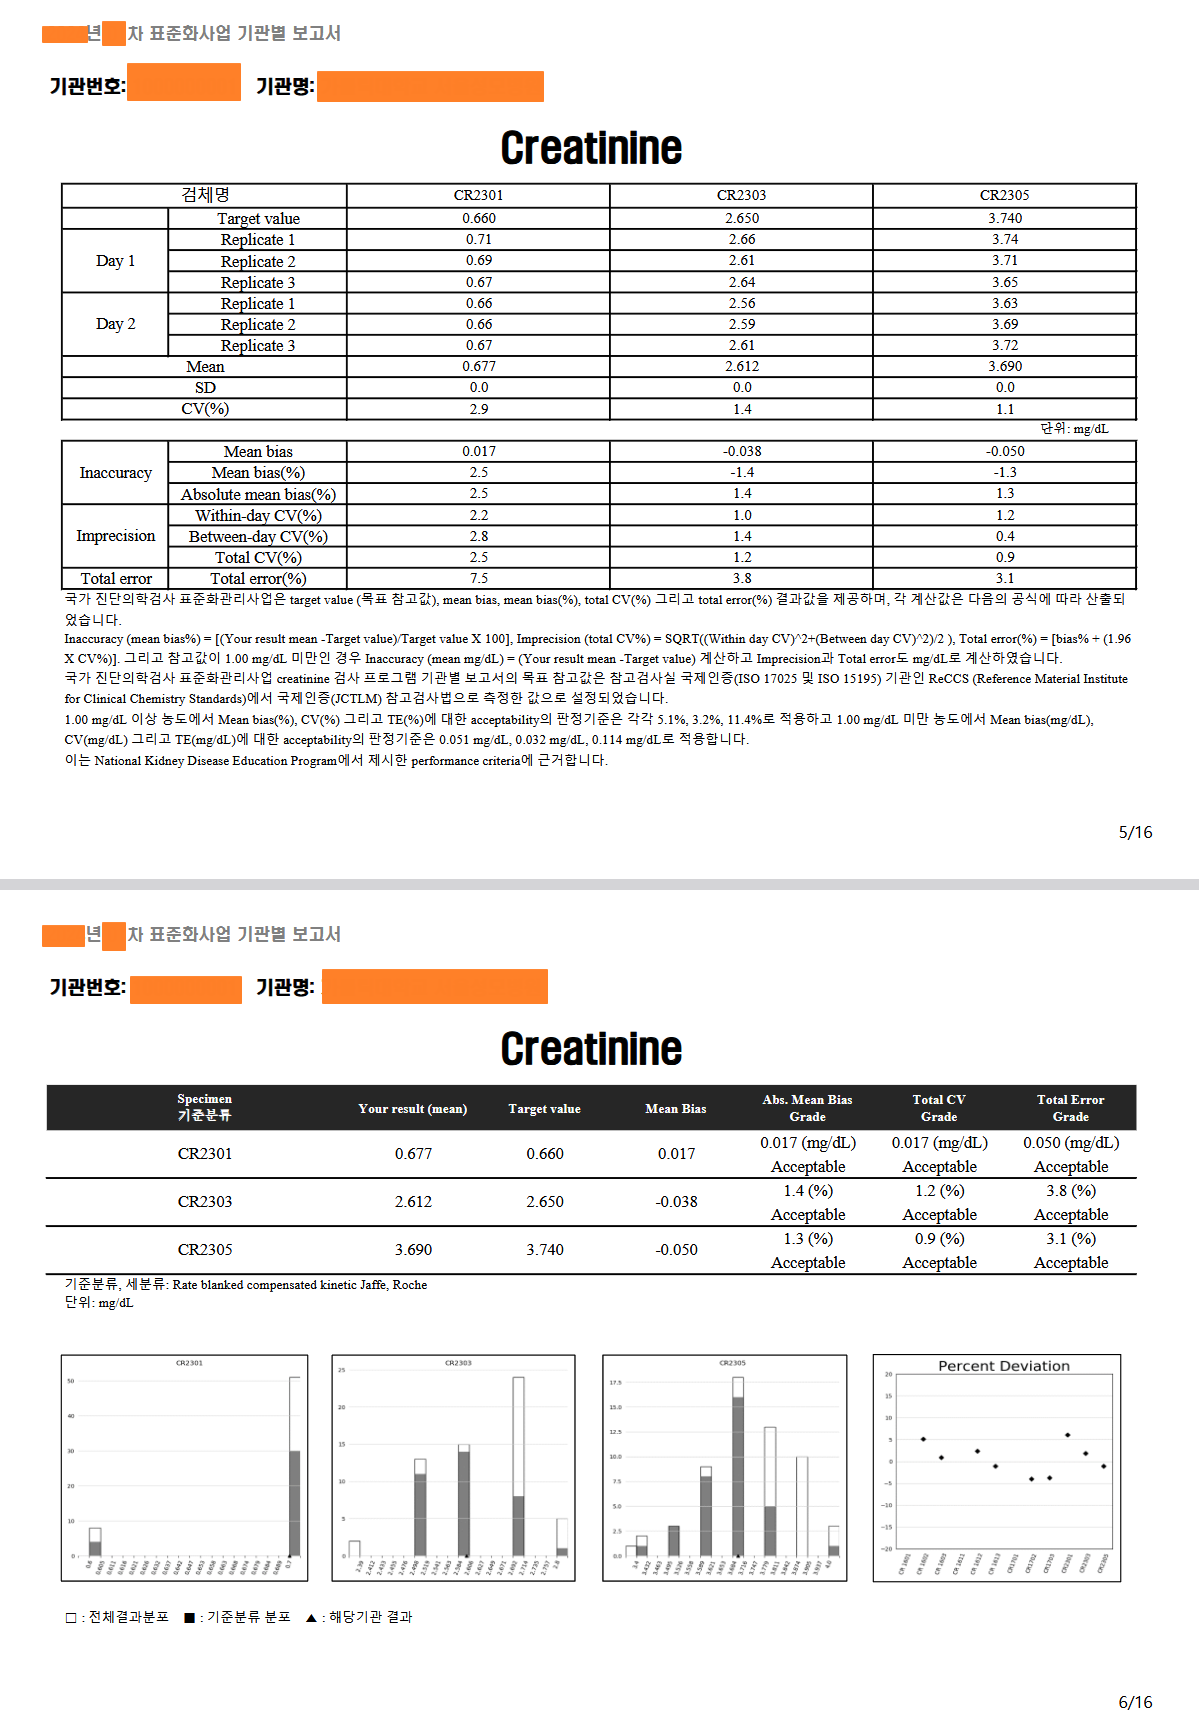 년 차 표준화사업 기관별 보고서
기관번호: 기관명:
Creatinine
검체명 CR2301 CR2303 CR2305
Target value 0.660 2.650 3.740
Day 1 Replicate 1 0.71 2.66 3.74
Replicate 2 0.69 2.61 3.71
Replicate 3 0.67 2.64 3.65
Day 2 Replicate 1 0.66 2.56 3.63
Replicate 2 0.66 2.59 3.69
Replicate 3 0.67 2.61 3.72
Mean 0.677 2.612 3.690
SD 0.0 0.0 0.0
CV(%) 2.9 1.4 1.1
단위: mg/dL
Inaccuracy Mean bias 0.017 -0.038 -0.050
Mean bias(%) 2.5 -1.4 -1.3
Absolute mean bias(%) 2.5 1.4 1.3
Imprecision Within-day CV(%) 2.2 1.0 1.2
Between-day CV(%) 2.8 1.4 0.4
Total CV(%) 2.5 1.2 0.9
Total error Total error(%) 7.5 3.8 3.1
국가 진단의학검사 표준화관리사업은 target value (목표 참고값), mean bias, mean bias(%), total CV(%) 그리고 total error(%) 결과값을 제공하며, 각 계산값은 다음의 공식에 따라 산출되
었습니다.
Inaccuracy (mean bias%) = [(Your result mean -Target value)/Target value X 100], Imprecision (total CV%) = SQRT((Within day CV)^2+(Between day CV)^2)/2 ), Total error(%) = [bias% + (1.96
X CV%)]. 그리고 참고값이 1.00 mg/dL 미만인 경우 Inaccuracy (mean mg/dL) = (Your result mean -Target value) 계산하고 Imprecision과 Total error도 mg/dL로 계산하였습니다.
국가 진단의학검사 표준화관리사업 creatinine 검사 프로그램 기관별 보고서의 목표 참고값은 참고검사실 국제인증(ISO 17025 및 ISO 15195) 기관인 ReCCS (Reference Material Institute
for Clinical Chemistry Standards)에서 국제인증(JCTLM) 참고검사법으로 측정한 값으로 설정되었습니다.
1.00 mg/dL 이상 농도에서 Mean bias(%), CV(%) 그리고 TE(%)에 대한 acceptability의 판정기준은 각각 5.1%, 3.2%, 11.4%로 적용하고 1.00 mg/dL 미만 농도에서 Mean bias(mg/dL),
CV(mg/dL) 그리고 TE(mg/dL)에 대한 acceptability의 판정기준은 0.051 mg/dL, 0.032 mg/dL, 0.114 mg/dL로 적용합니다.
이는 National Kidney Disease Education Program에서 제시한 performance criteria에 근거합니다.
5/16
년 차 표준화사업 기관별 보고서
기관번호: 기관명:
Creatinine
Specimen 기준분류 Your result (mean) Target value Mean Bias Abs. Mean Bias Grade Total CV Grade Total Error Grade
CR2301 0.677 0.660 0.017 0.017 (mg/dL) Acceptable 0.017 (mg/dL) Acceptable 0.050 (mg/dL) Acceptable
CR2303 2.612 2.650 -0.038 1.4 (%) Acceptable 1.2 (%) Acceptable 3.8 (%) Acceptable
CR2305 3.690 3.740 -0.050 1.3 (%) Acceptable 0.9 (%) Acceptable 3.1 (%) Acceptable
기준분류, 세분류: Rate blanked compensated kinetic Jaffe, Roche
단위: mg/dL
CR2301
50
40
30
20
10
0
CR2303
25
20
15
10
5
0
CR2305
17.5
15.0
12.5
10.0
7.5
5.0
2.5
0.0
Percent Deviation
20
15
10
5
0
-5
-10
-15
-20
□ : 전체결과분포 ■ : 기준분류 분포 ▲ : 해당기관 결과
6/16